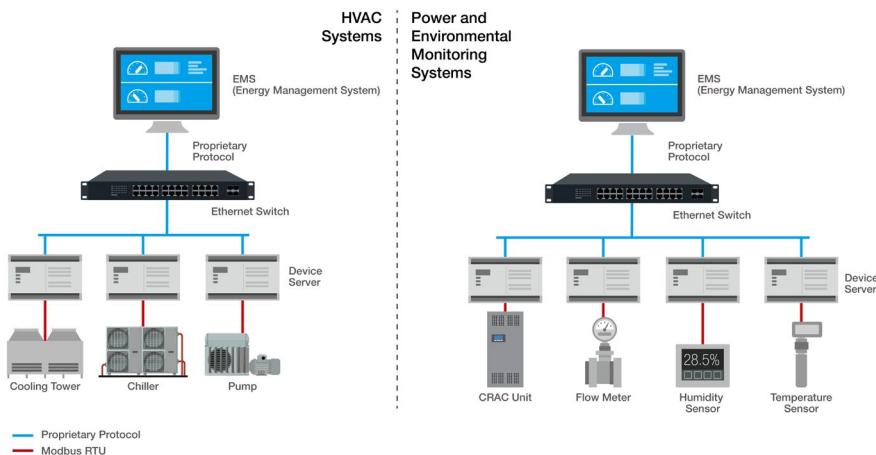 HVAC
Systems
Power and
Environmental
Monitoring
Systems
EMS
(Energy Management System)
Proprietary
Protocol
Ethernet Switch
Device
Server
Cooling Tower
Chiller
Pump
EMS
(Energy Management System)
Proprietary
Protocol
Ethernet Switch
Device
Server
28.5%
CRAC Unit
Flow Meter
Humidity
Sensor
Temperature
Sensor
Proprietary Protocol
Modbus RTU